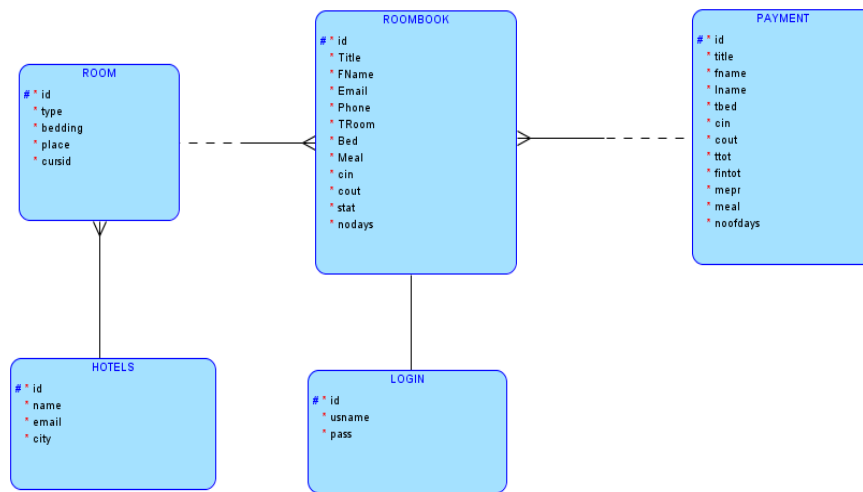 ROOM
# * id
* type
* bedding
* place
* cursid
ROOMBOOK
# * id
* Title
* FName
* Email
* Phone
* TRoom
* Bed
* Meal
* cin
* cout
* stat
* nodays
PAYMENT
# * id
* title
* fname
* lname
* tbed
* cin
* cout
* ttot
* fintot
* mepr
* meal
* noofdays
HOTELS
# * id
* name
* email
* city
LOGIN
# * id
* usname
* pass